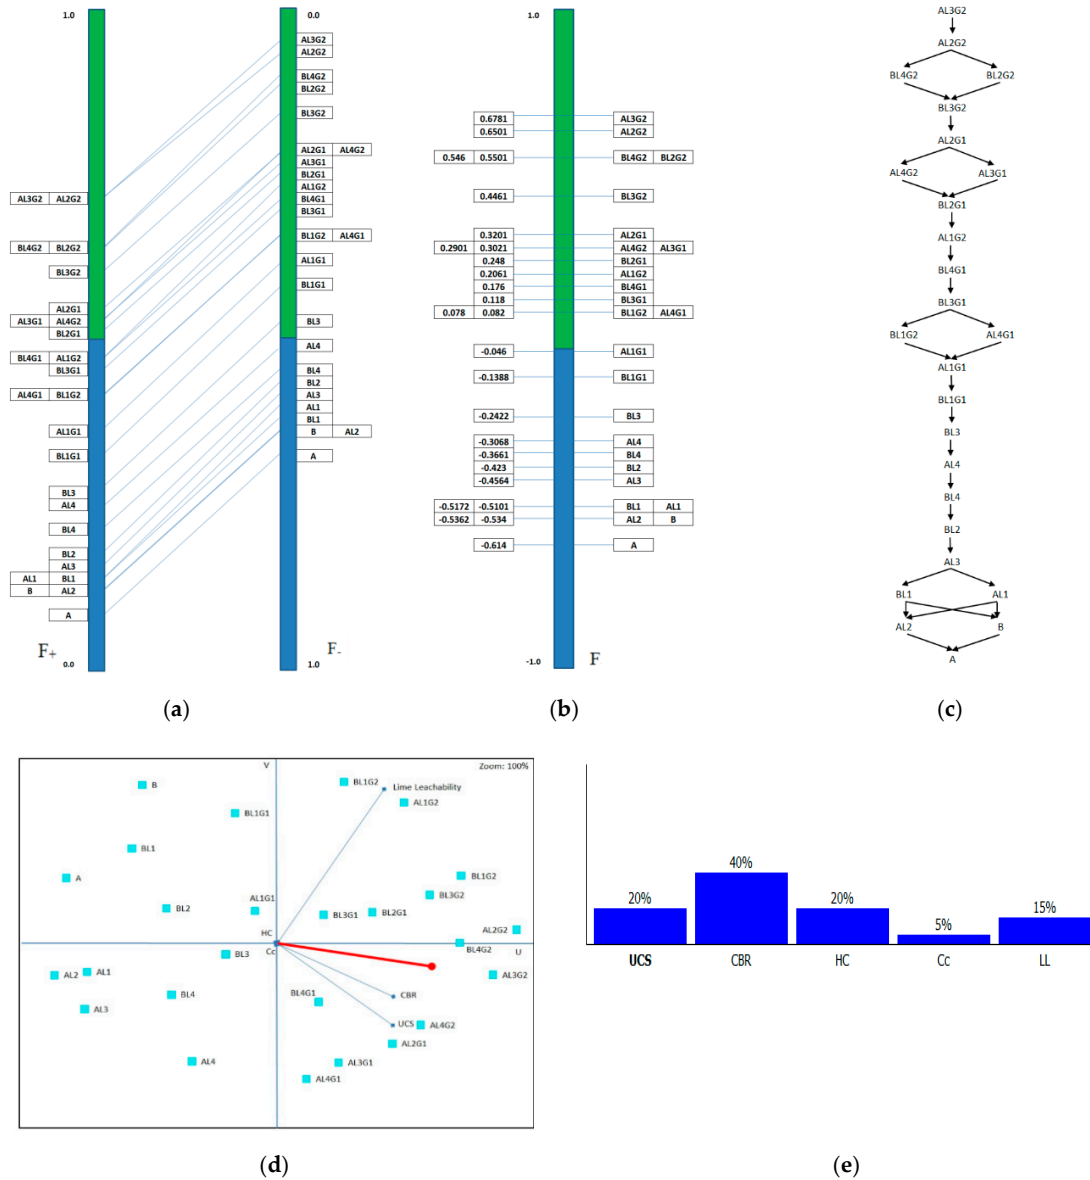 1.0
0.0
AL3G2
AL2G2
BL4G2
BL2G2
BL3G2
AL2G1 AL4G2
AL3G1
BL2G1
AL1G2
BL4G1
BL3G1
BL1G2 AL4G1
AL1G1
BL1G1
BL3
AL4
BL4
BL2
AL3
AL1
BL1
B AL2
A
AL3G2 AL2G2
BL4G2 BL2G2
BL3G2
AL2G1
AL3G1 AL4G2
BL2G1
BL4G1 AL1G2
BL3G1
AL4G1 BL1G2
AL1G1
BL1G1
BL3
AL4
BL4
BL2
AL3
AL1 BL1
B AL2
A
F+
0.0
F-
1.0
(a)
1.0
0.6781 AL3G2
0.6501 AL2G2
0.546 0.5501 BL4G2 BL2G2
0.4461 BL3G2
0.3201 AL2G1
0.2901 0.3021 AL4G2 AL3G1
0.248 BL2G1
0.2061 AL1G2
0.176 BL4G1
0.118 BL3G1
0.078 0.082 BL1G2 AL4G1
-0.046 AL1G1
-0.1388 BL1G1
-0.2422 BL3
-0.3068 AL4
-0.3661 BL4
-0.423 BL2
-0.4564 AL3
-0.5172 -0.5101 BL1 AL1
-0.5362 -0.534 AL2 B
-0.614 A
-1.0
F
(b)
AL3G2
AL2G2
BL4G2 BL2G2
BL3G2
AL2G1
AL4G2 AL3G1
BL2G1
AL1G2
BL4G1
BL3G1
BL1G2 AL4G1
AL1G1
BL1G1
BL3
AL4
BL4
BL2
AL3
BL1 AL1
AL2 B
A
(c)
V
Zoom: 100%
B
BL1G2
Lime Leachability
AL1G2
BL1G1
BL1
A
BL1G2
BL3G2
BL2
AL1G1
BL3G1
BL2G1
AL2G2
HC
Cc
BL3
BL4G2
U
AL2
AL1
AL3G2
BL4
BL4G1
CBR
AL3
UCS
AL4G2
AL2G1
AL4
AL3G1
AL4G1
(d)
20%
40%
20%
5%
15%
UCS CBR HC Cc LL
(e)